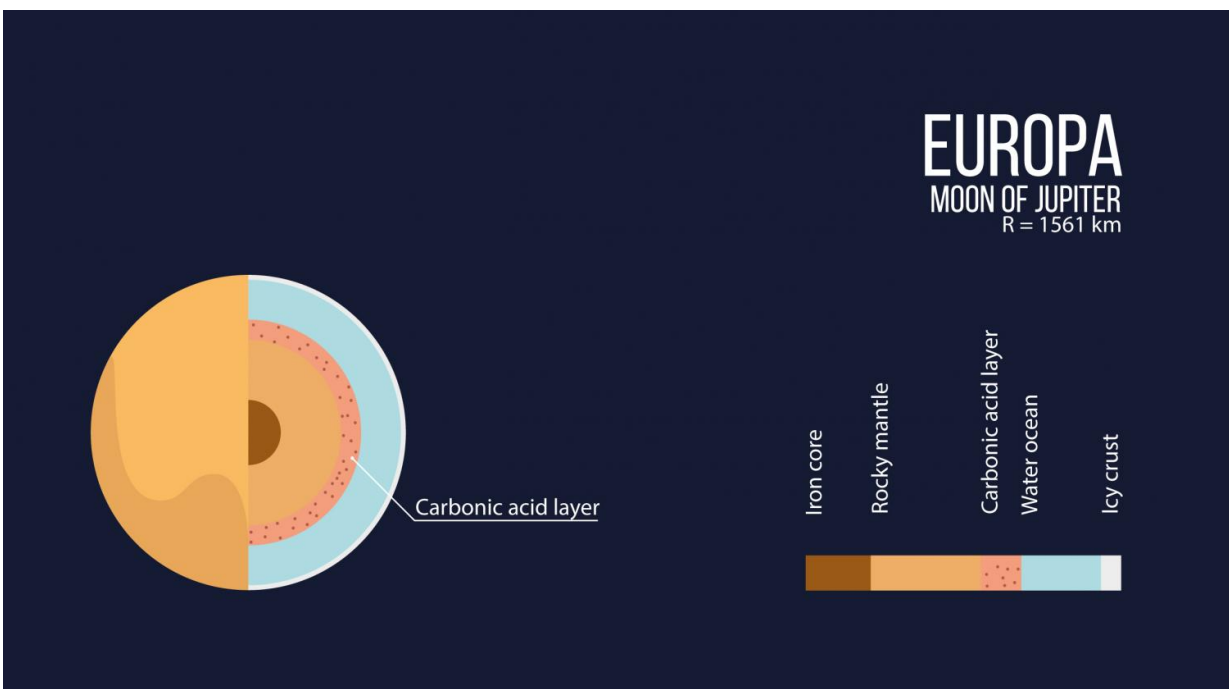 EUROPA
MOON OF JUPITER
R = 1561 km
Carbonic acid layer
Iron core
Rocky mantle
Carbonic acid layer
Water ocean
Icy crust